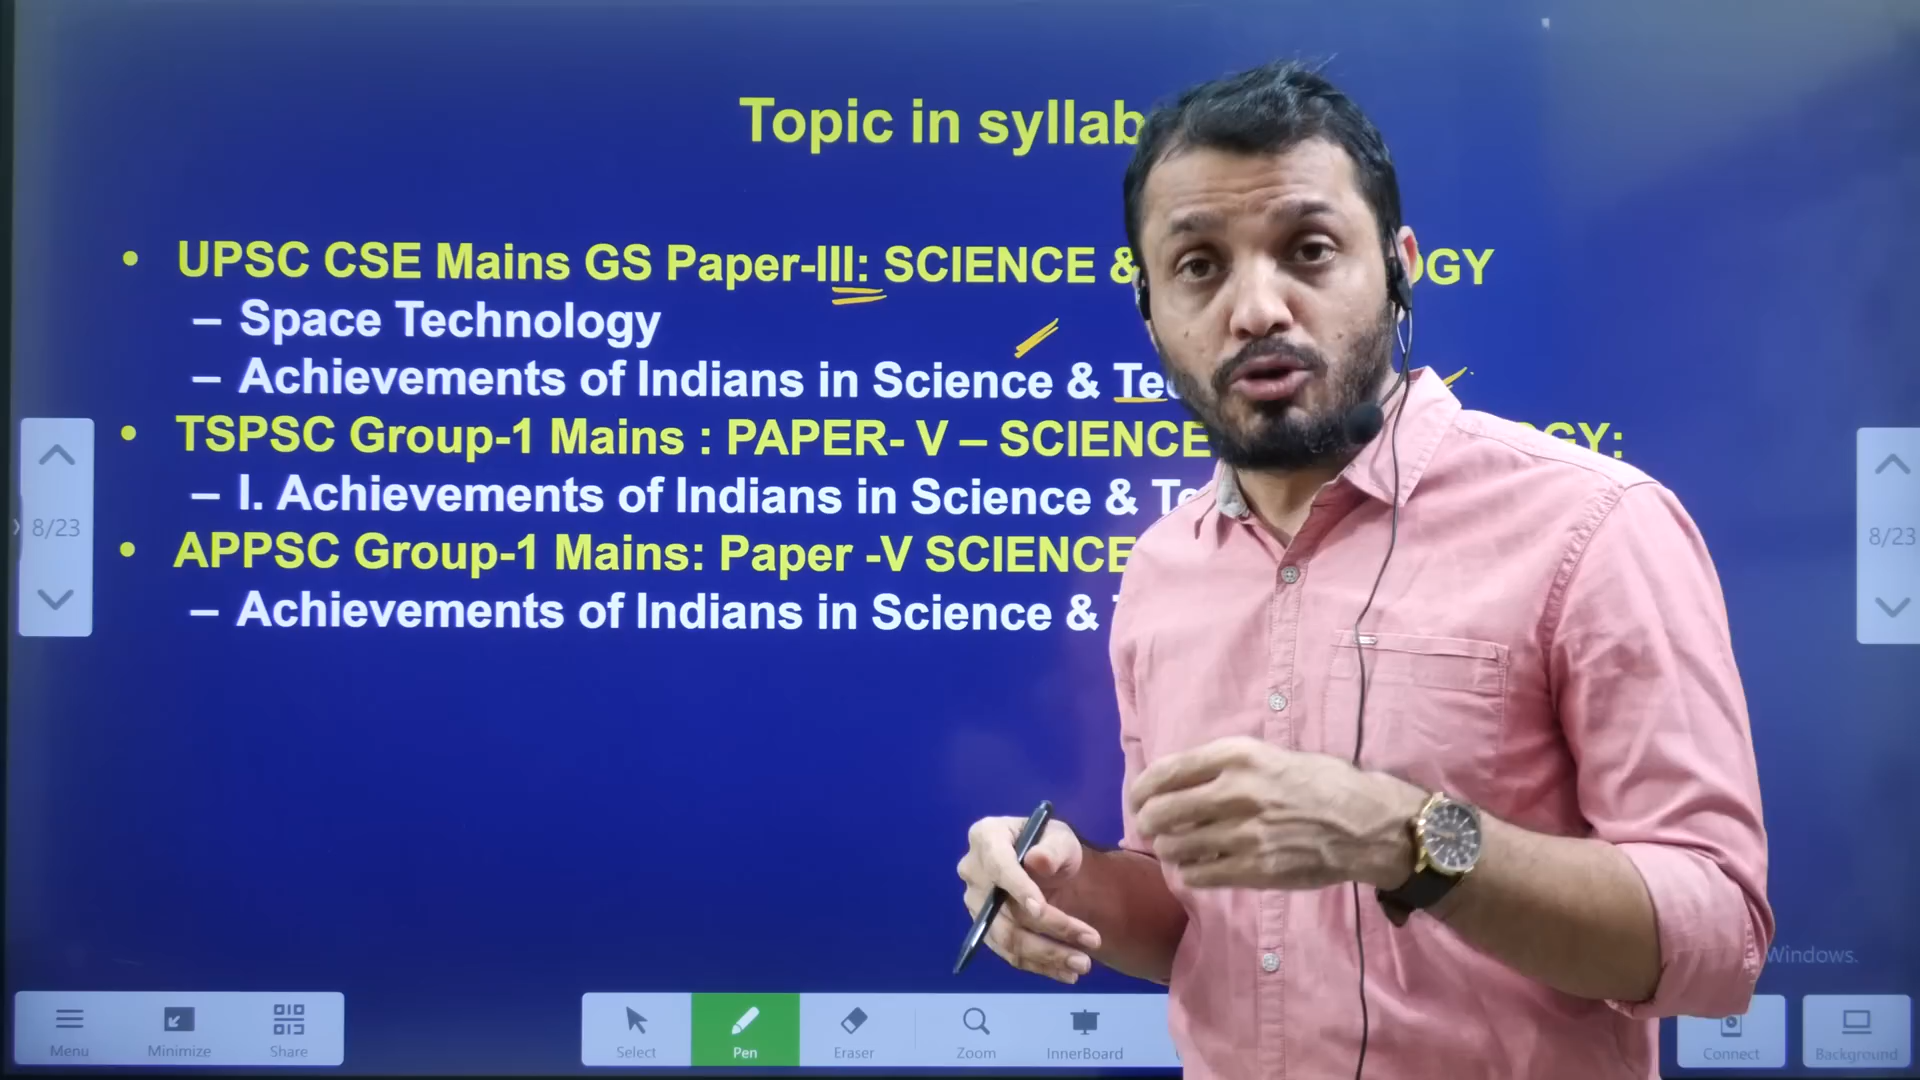 Topic in syllab
• UPSC CSE Mains GS Paper-III: SCIENCE & OGY
– Space Technology
– Achievements of Indians in Science & Tec
• TSPSC Group-1 Mains : PAPER- V – SCIENCE OGY:
– I. Achievements of Indians in Science & Te
• APPSC Group-1 Mains: Paper -V SCIENCE
– Achievements of Indians in Science &
8/23
8/23
Windows.
Menu Minimize Share Select Pen Eraser Zoom InnerBoard Connect Background